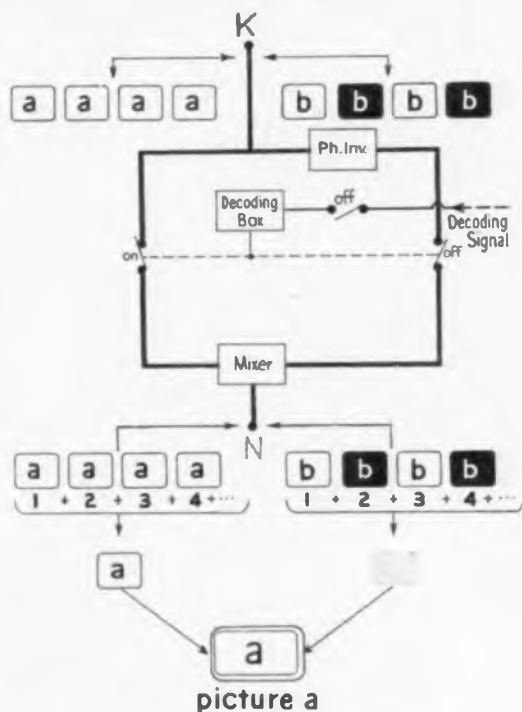 K
a a a a b b b b
Ph. Inv.
off
Decoding
Box
Decoding
Signal
on
off
Mixer
N
a a a a b b b b
1 + 2 + 3 + 4 + ··· 1 + 2 + 3 + 4 + ···
a
a
picture a